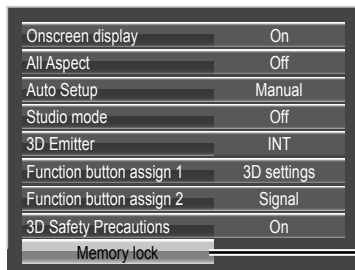 Onscreen display On
All Aspect Off
Auto Setup Manual
Studio mode Off
3D Emitter INT
Function button assign 1 3D settings
Function button assign 2 Signal
3D Safety Precautions On
Memory lock